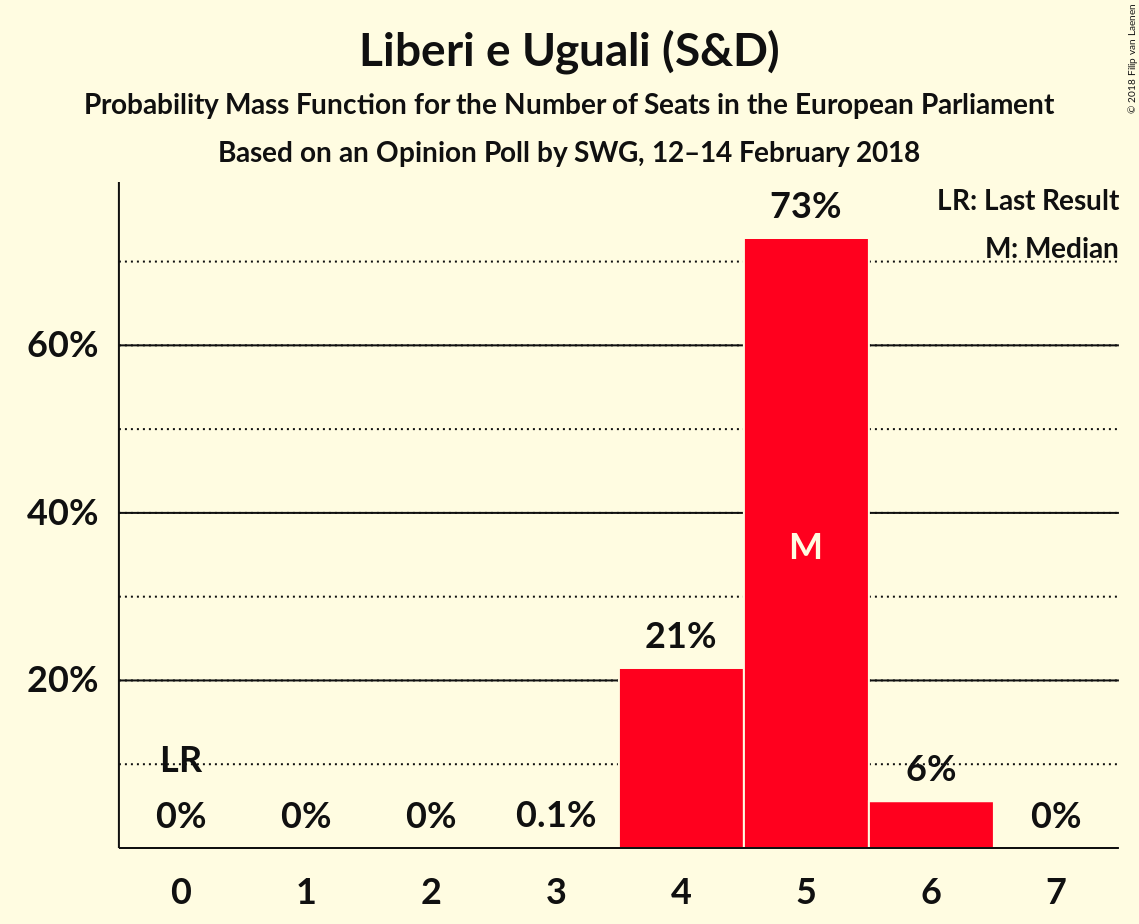 Liberi e Uguali (S&D)
Probability Mass Function for the Number of Seats in the European Parliament
Based on an Opinion Poll by SWG, 12–14 February 2018
© 2018 Filip van Laenen
LR: Last Result
M: Median
73%
60%
40%
M
21%
20%
LR
6%
0%
0%
0%
0.1%
0%
0
1
2
3
4
5
6
7